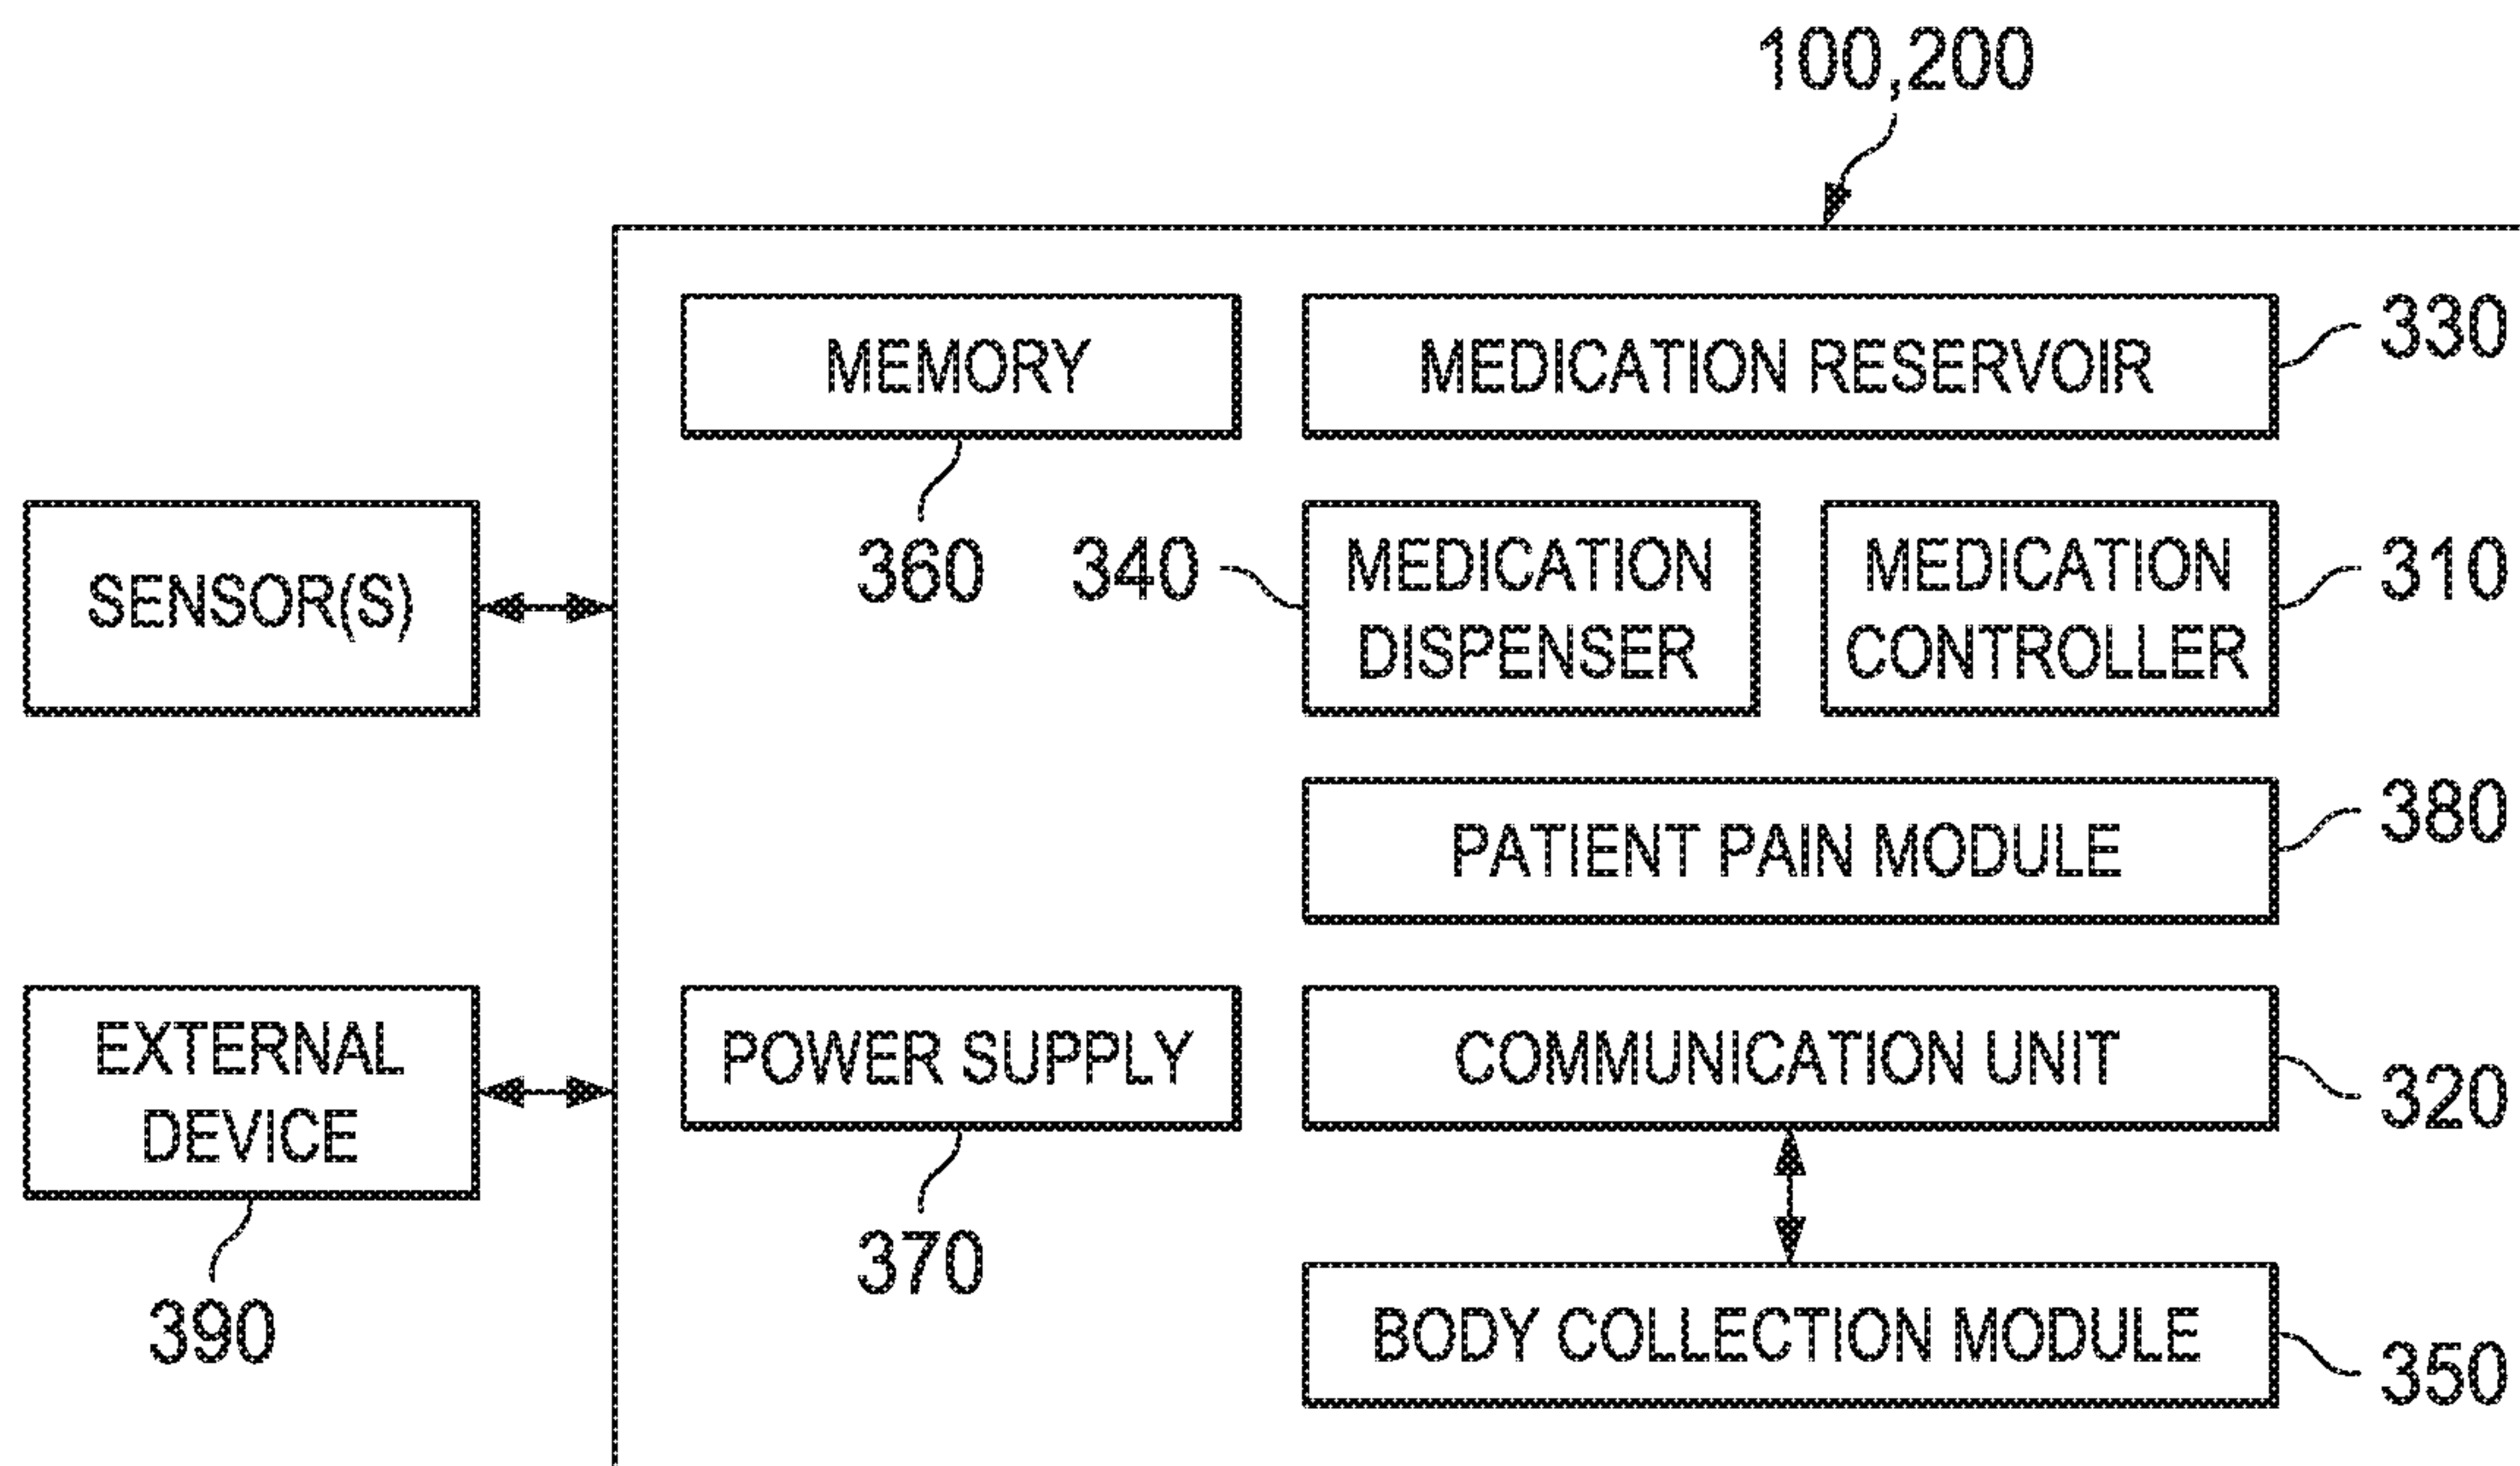 100,200
MEMORY
MEDICATION RESERVOIR
330
360
SENSOR(S)
340
MEDICATION
DISPENSER
MEDICATION
CONTROLLER
310
PATIENT PAIN MODULE
380
EXTERNAL
DEVICE
390
POWER SUPPLY
370
COMMUNICATION UNIT
320
BODY COLLECTION MODULE
350